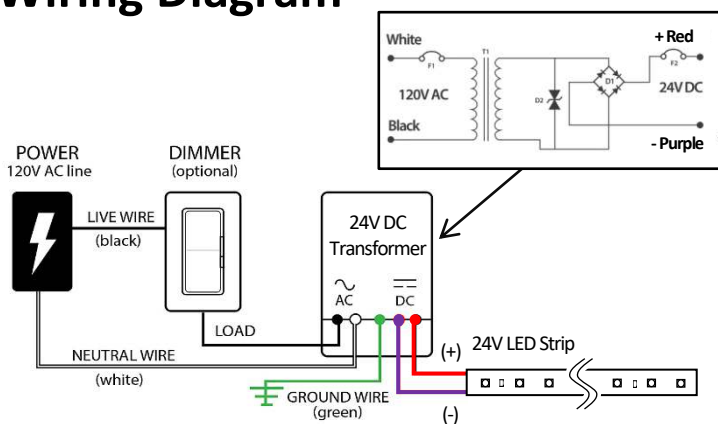 Wiring Diagram
White
+ Red
F1
T1
F2
D1
120V AC
24V DC
D2
Black
- Purple
POWER
120V AC line
DIMMER
(optional)
LIVE WIRE
(black)
24V DC
Transformer
AC
DC
LOAD
NEUTRAL WIRE
(white)
(+)
24V LED Strip
GROUND WIRE
(green)
(-)